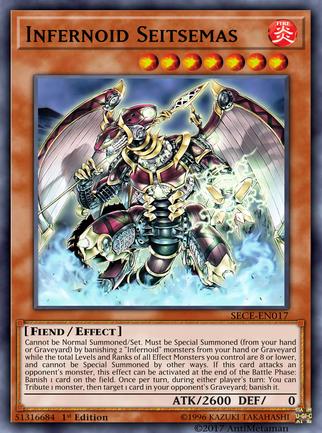 Infernoid Seitsemas
FIRE
炎
SECE-EN017
[Fiend / Effect]
Cannot be Normal Summoned/Set. Must be Special Summoned (from your hand
or Graveyard) by banishing 2 "Infernoid" monsters from your hand or Graveyard
while the total Levels and Ranks of all Effect Monsters you control are 8 or lower,
and cannot be Special Summoned by other ways. If this card attacks an
opponent's monster, this effect can be activated at the end of the Battle Phase:
Banish 1 card on the field. Once per turn, during either player's turn: You can
Tribute 1 monster, then target 1 card in your opponent's Graveyard; banish it.
ATK/2600 DEF/ 0
51316684 1st Edition ©1996 KAZUKI TAKAHASHI
©2017 AntiMetaman